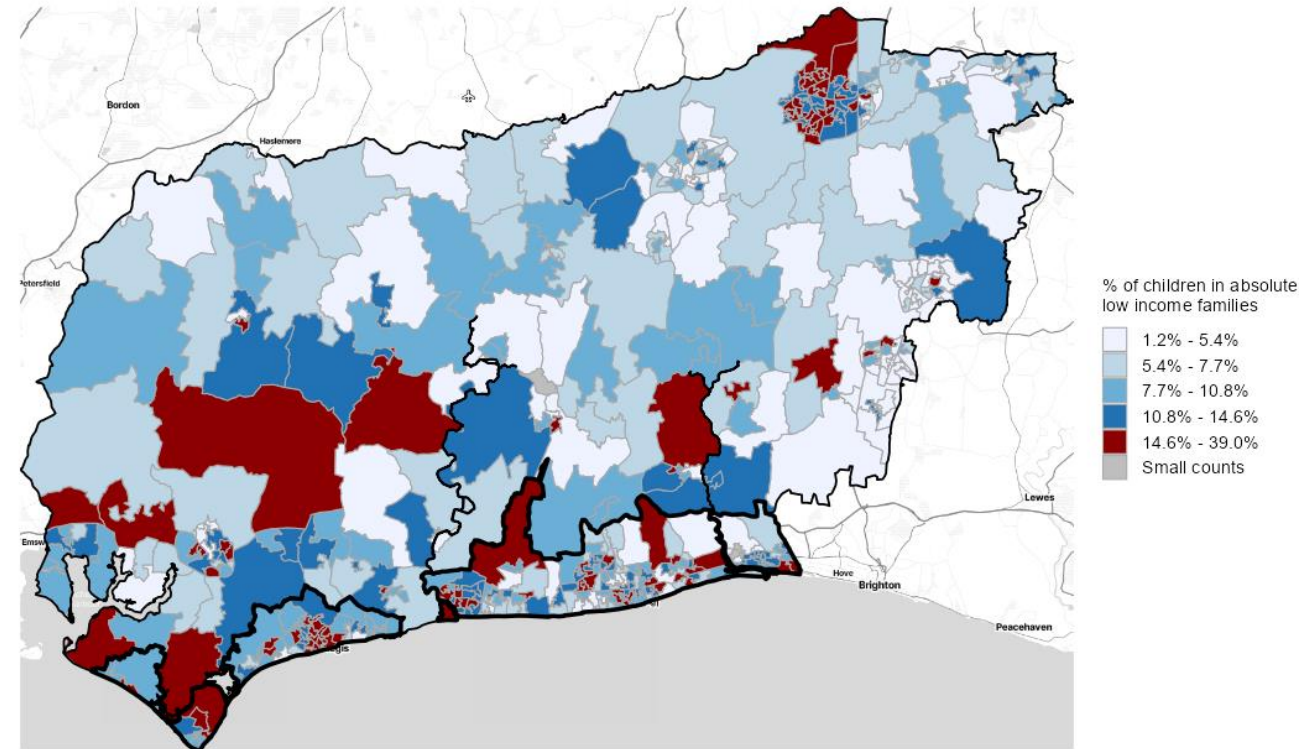 Bordon
Haslemere
Petersfield
Emsw
Lewes
Hove
Brighton
Peacehaven
gis
% of children in absolute
low income families
1.2% - 5.4%
5.4% - 7.7%
7.7% - 10.8%
10.8% - 14.6%
14.6% - 39.0%
Small counts